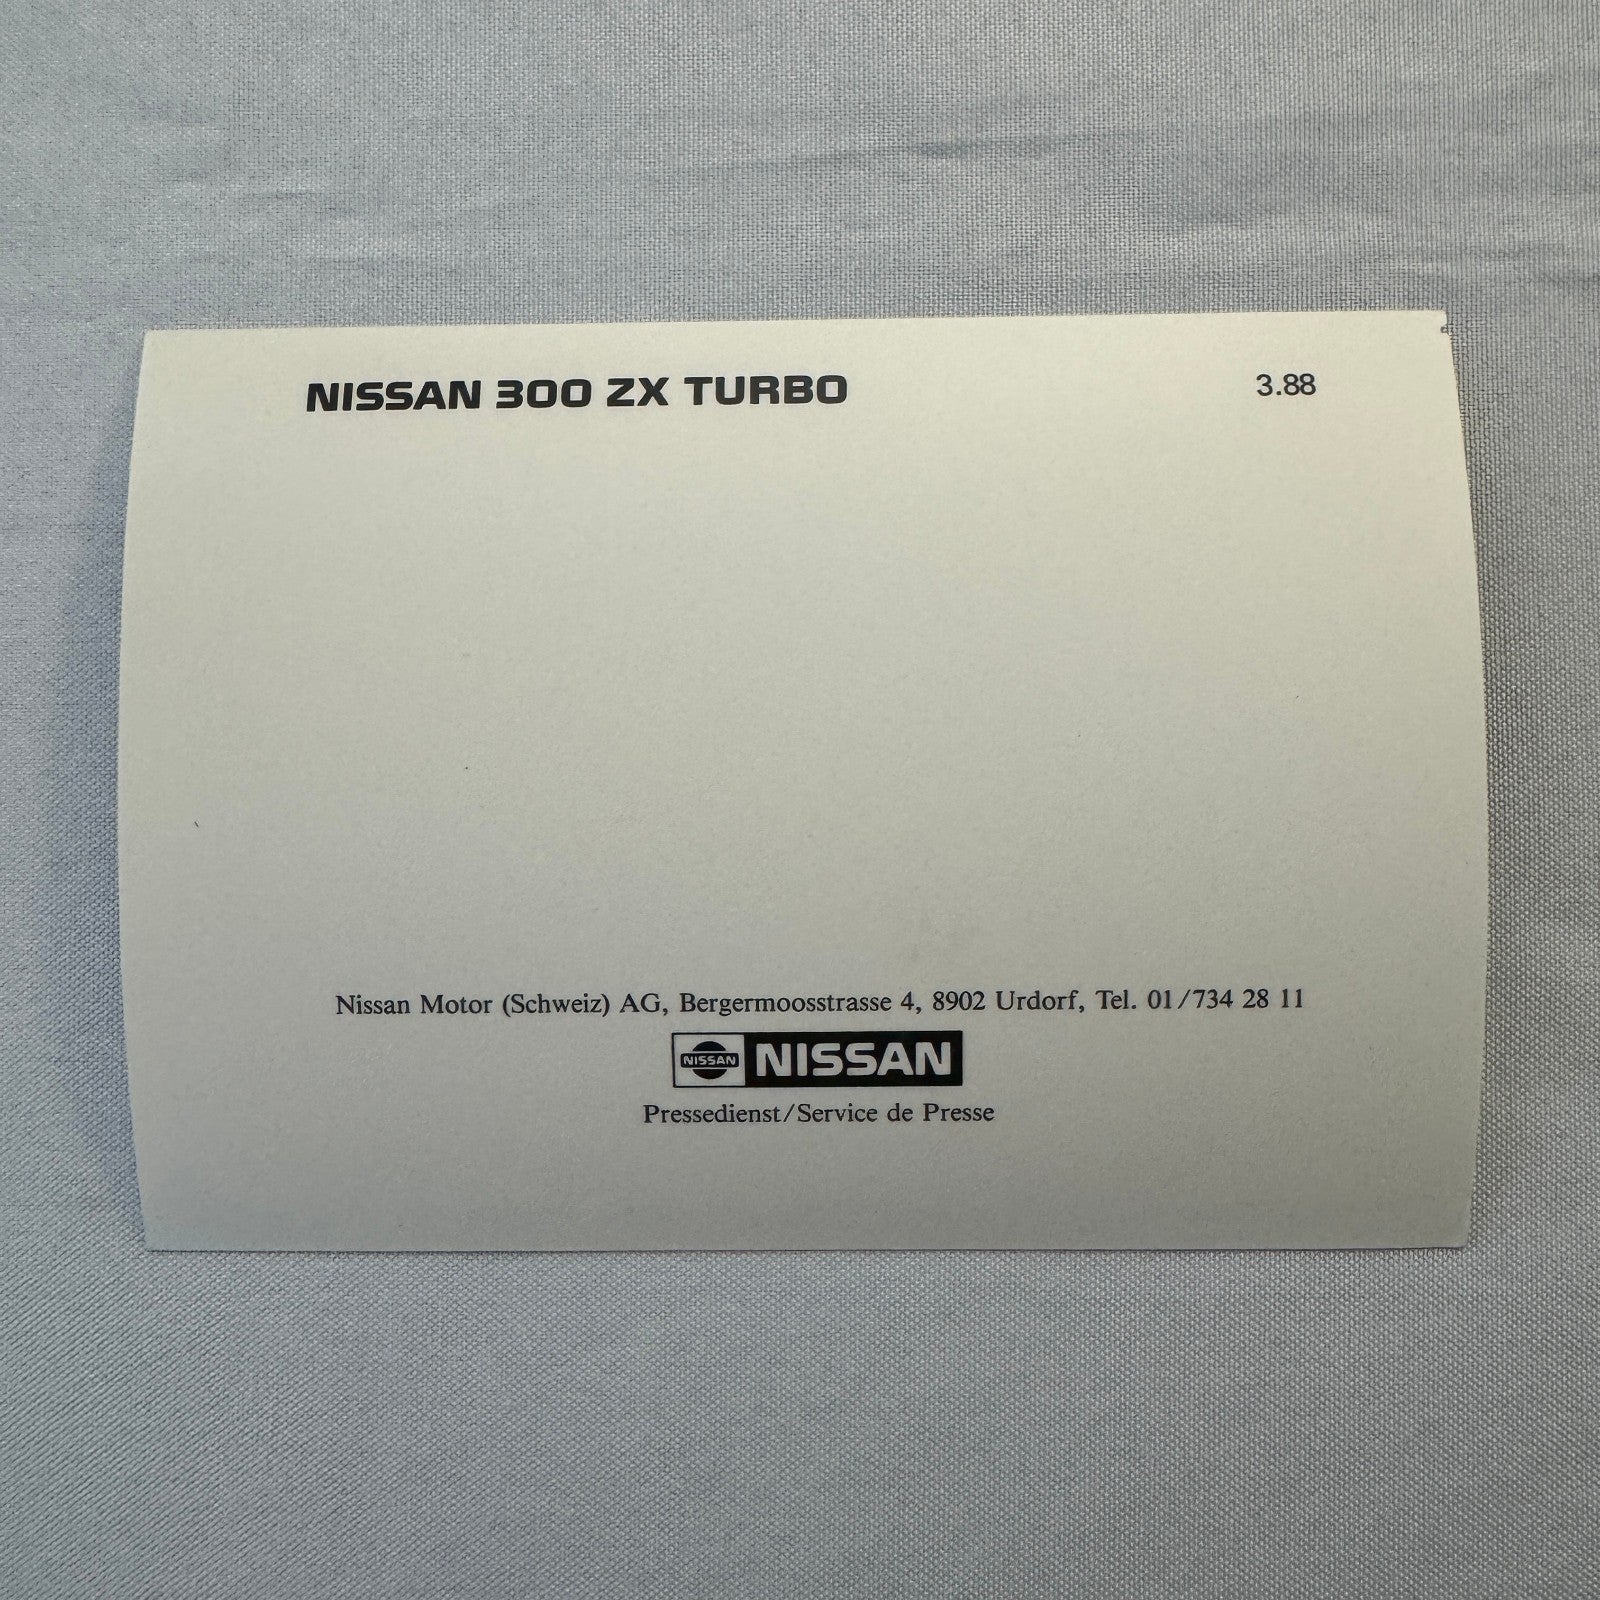 NISSAN 300 ZX TURBO 3.88
Nissan Motor (Schweiz) AG, Bergermoosstrasse 4, 8902 Urdorf, Tel. 01/734 28 11
NISSAN NISSAN
Pressedienst/Service de Presse